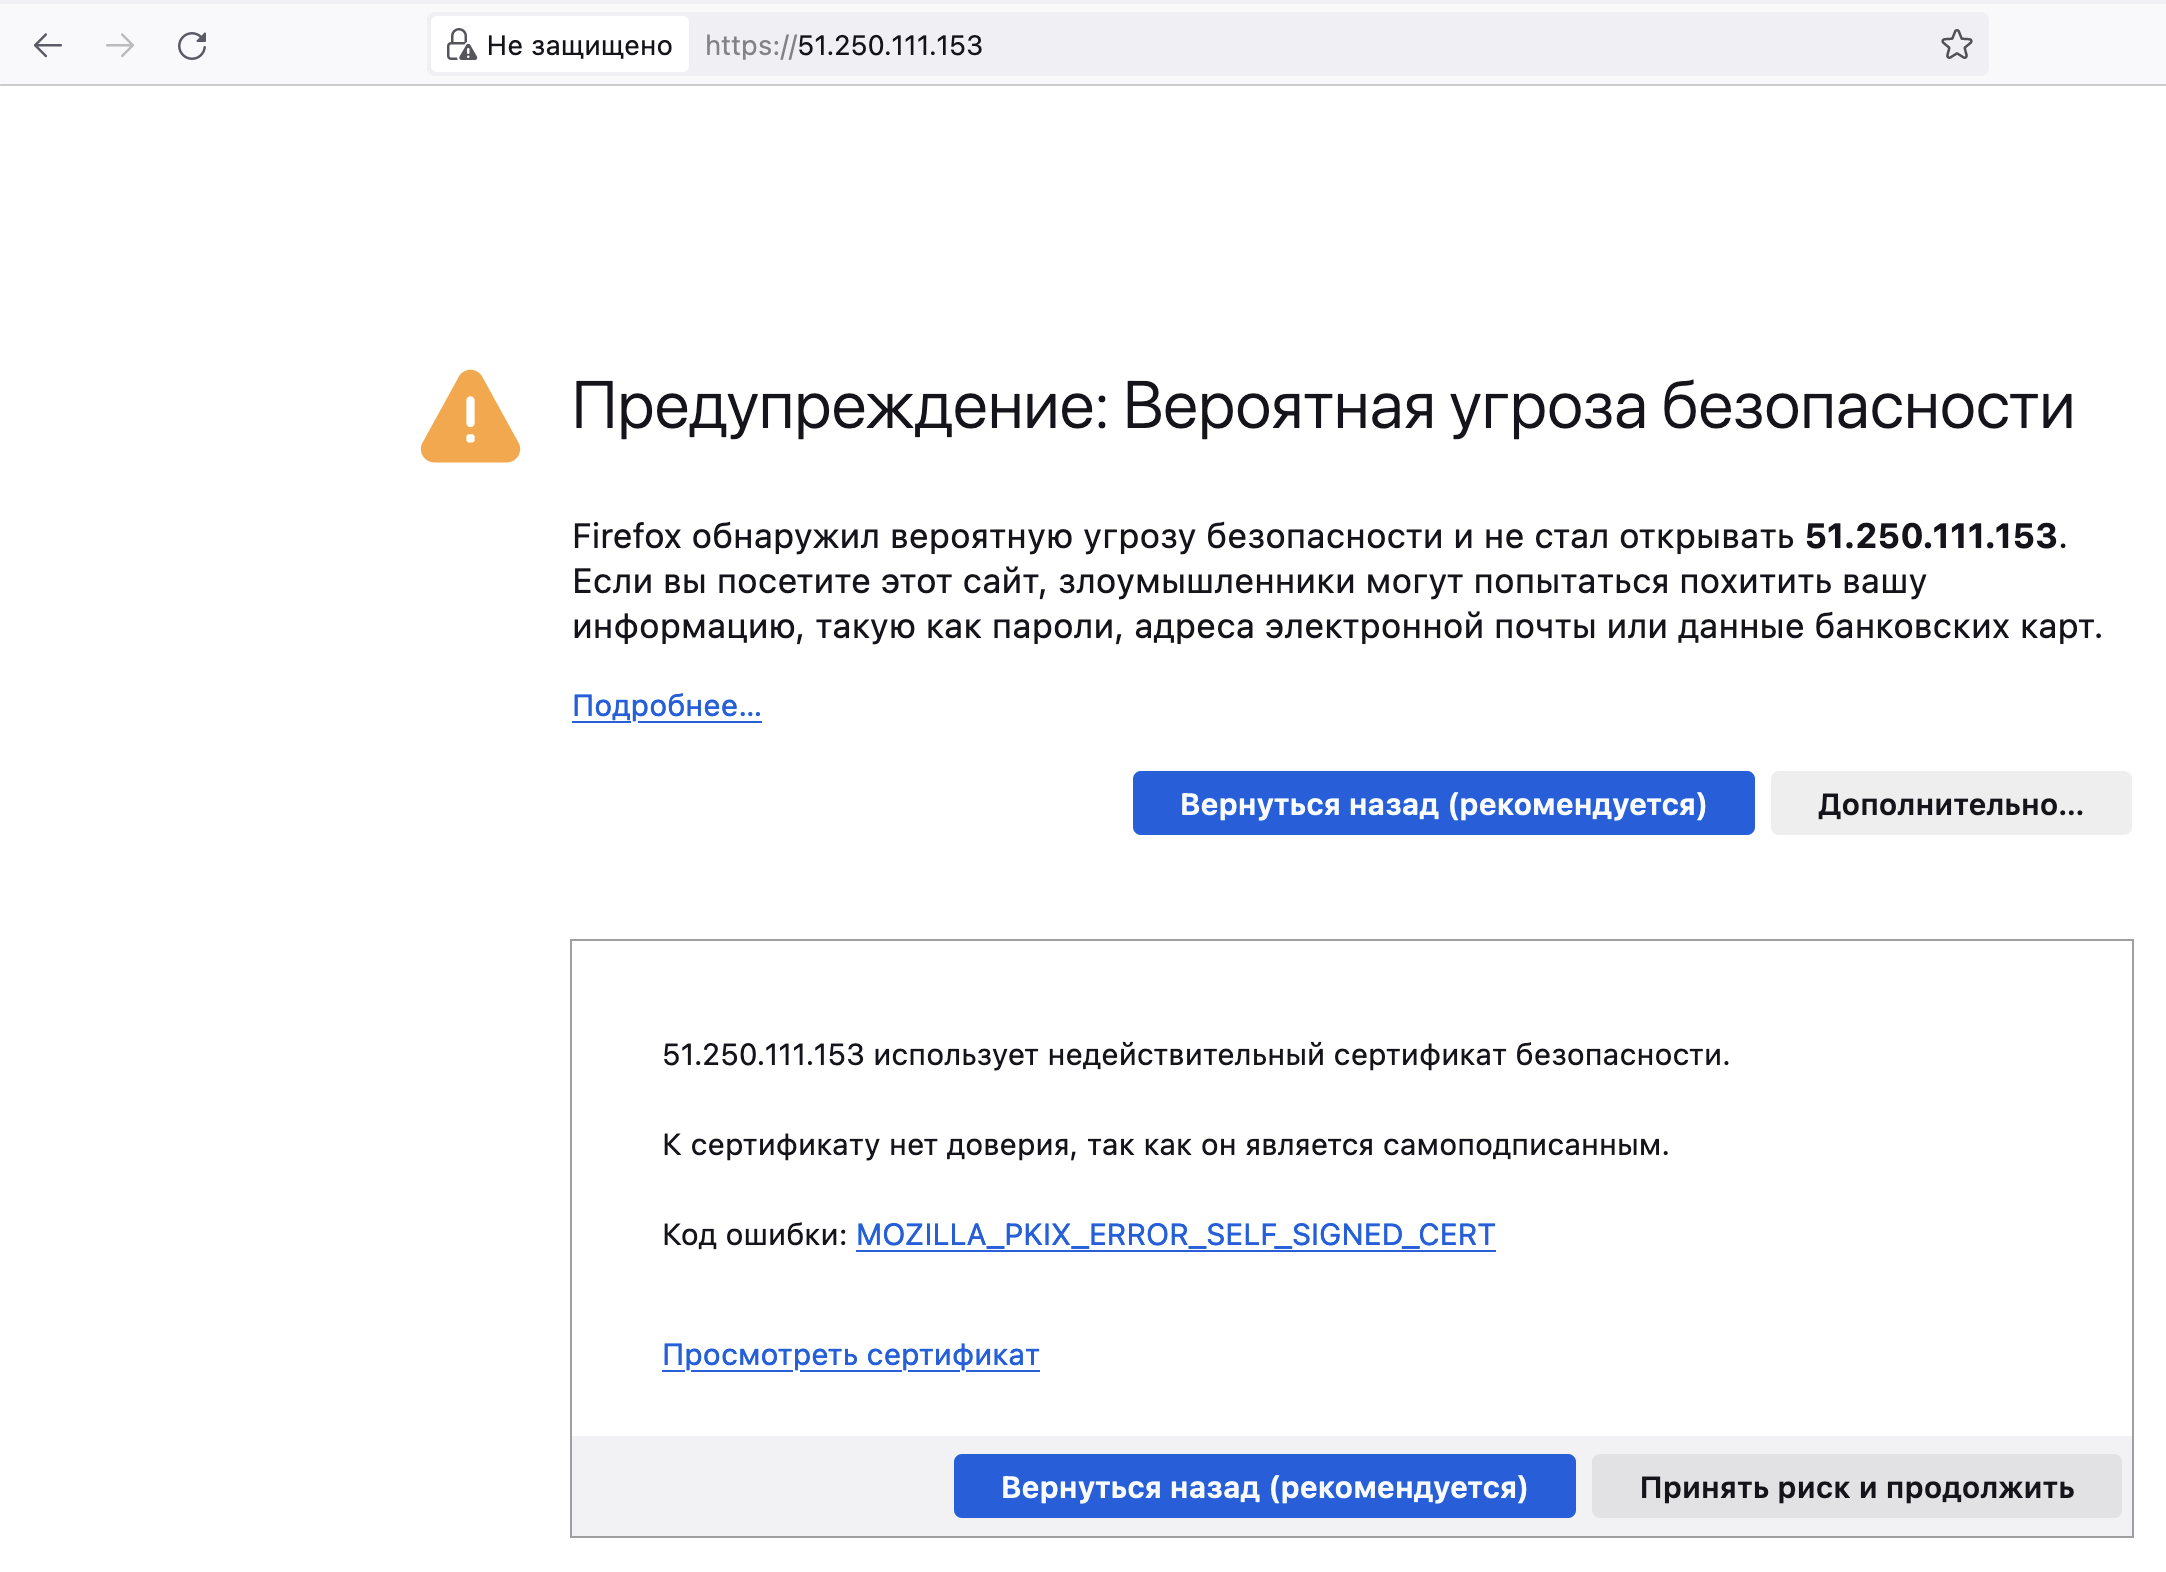 Не защищено https://51.250.111.153
Предупреждение: Вероятная угроза безопасности
Firefox обнаружил вероятную угрозу безопасности и не стал открывать 51.250.111.153.
Если вы посетите этот сайт, злоумышленники могут попытаться похитить вашу
информацию, такую как пароли, адреса электронной почты или данные банковских карт.
Подробнее...
Вернуться назад (рекомендуется) Дополнительно...
51.250.111.153 использует недействительный сертификат безопасности.
К сертификату нет доверия, так как он является самоподписанным.
Код ошибки: MOZILLA_PKIX_ERROR_SELF_SIGNED_CERT
Просмотреть сертификат
Вернуться назад (рекомендуется) Принять риск и продолжить